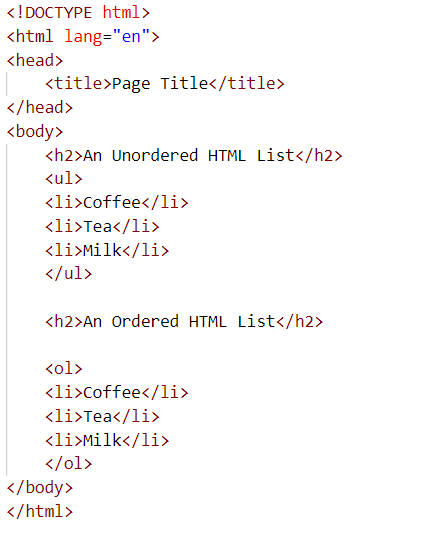 <!DOCTYPE html>
<html lang="en">
<head>
    <title>Page Title</title>
</head>
<body>
    <h2>An Unordered HTML List</h2>
    <ul>
    <li>Coffee</li>
    <li>Tea</li>
    <li>Milk</li>
    </ul>

    <h2>An Ordered HTML List</h2>

    <ol>
    <li>Coffee</li>
    <li>Tea</li>
    <li>Milk</li>
    </ol>
</body>
</html>